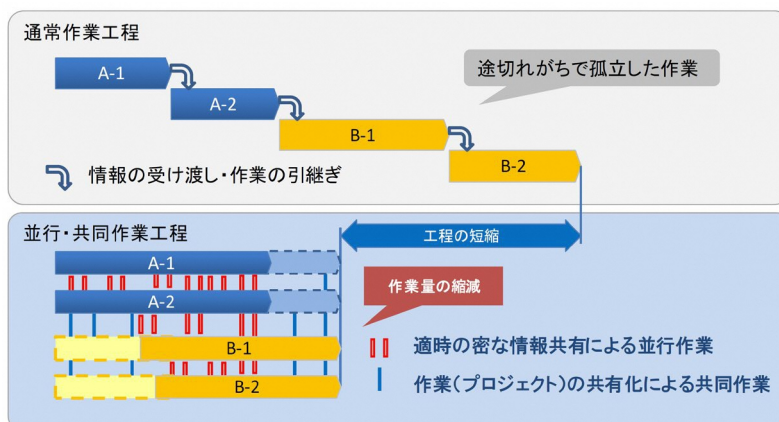 通常作業工程
A-1
途切れがちで孤立した作業
A-2
B-1
B-2
情報の受け渡し・作業の引継ぎ
並行・共同作業工程
工程の短縮
A-1
作業量の縮減
A-2
B-1
適時の密な情報共有による並行作業
B-2
作業(プロジェクト)の共有化による共同作業